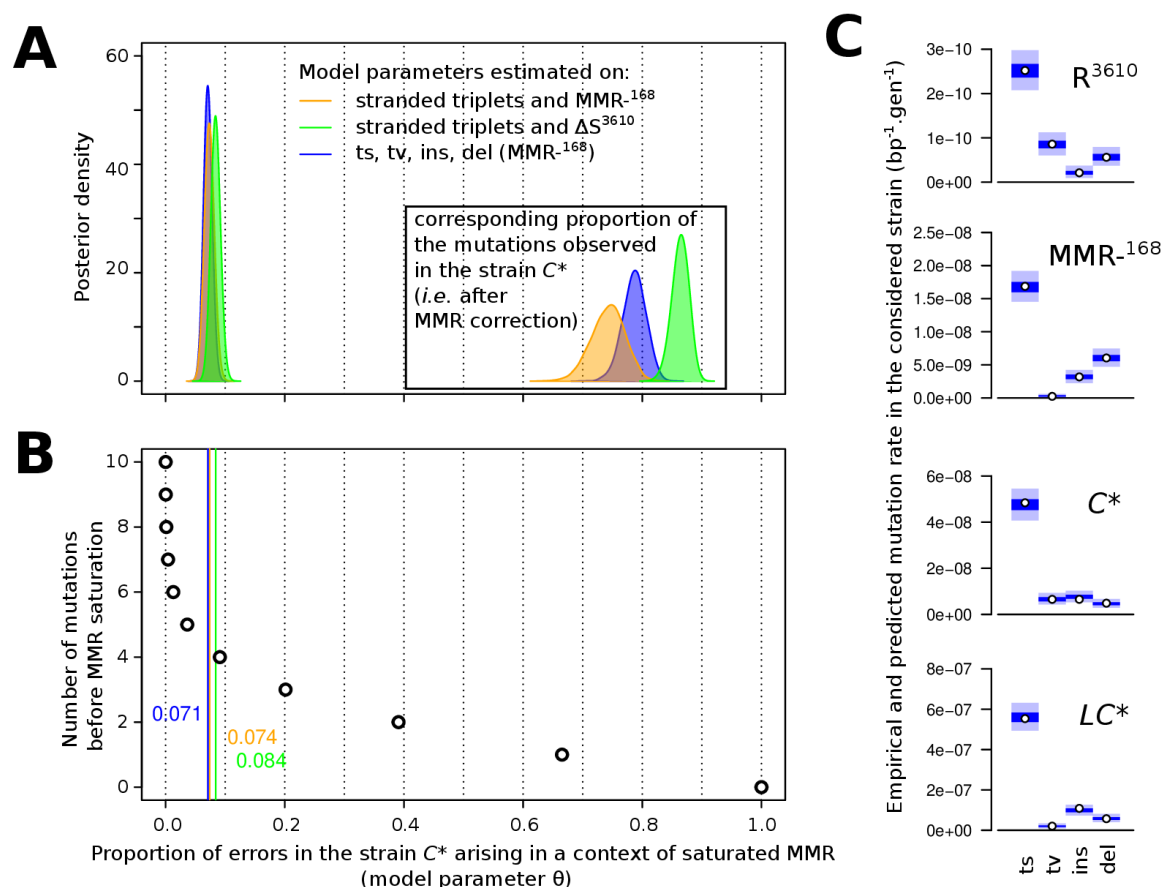 A
60
40
20
0
Posterior density
Model parameters estimated on:
stranded triplets and MMR-¹⁶⁸
stranded triplets and ΔS³⁶¹⁰
ts, tv, ins, del (MMR-¹⁶⁸)
corresponding proportion of
the mutations observed
in the strain C*
(i.e. after
MMR correction)
B
10
8
6
4
2
0
Number of mutations
before MMR saturation
0.071
0.074
0.084
0.0 0.2 0.4 0.6 0.8 1.0
Proportion of errors in the strain C* arising in a context of saturated MMR
(model parameter θ)
C
Empirical and predicted mutation rate in the considered strain (bp⁻¹.gen⁻¹)
R³⁶¹⁰
3e−10
2e−10
1e−10
0e+00
MMR-¹⁶⁸
2.5e−08
2.0e−08
1.5e−08
1.0e−08
5.0e−09
0.0e+00
C*
6e−08
4e−08
2e−08
0e+00
LC*
8e−07
6e−07
4e−07
2e−07
0e+00
ts tv ins del